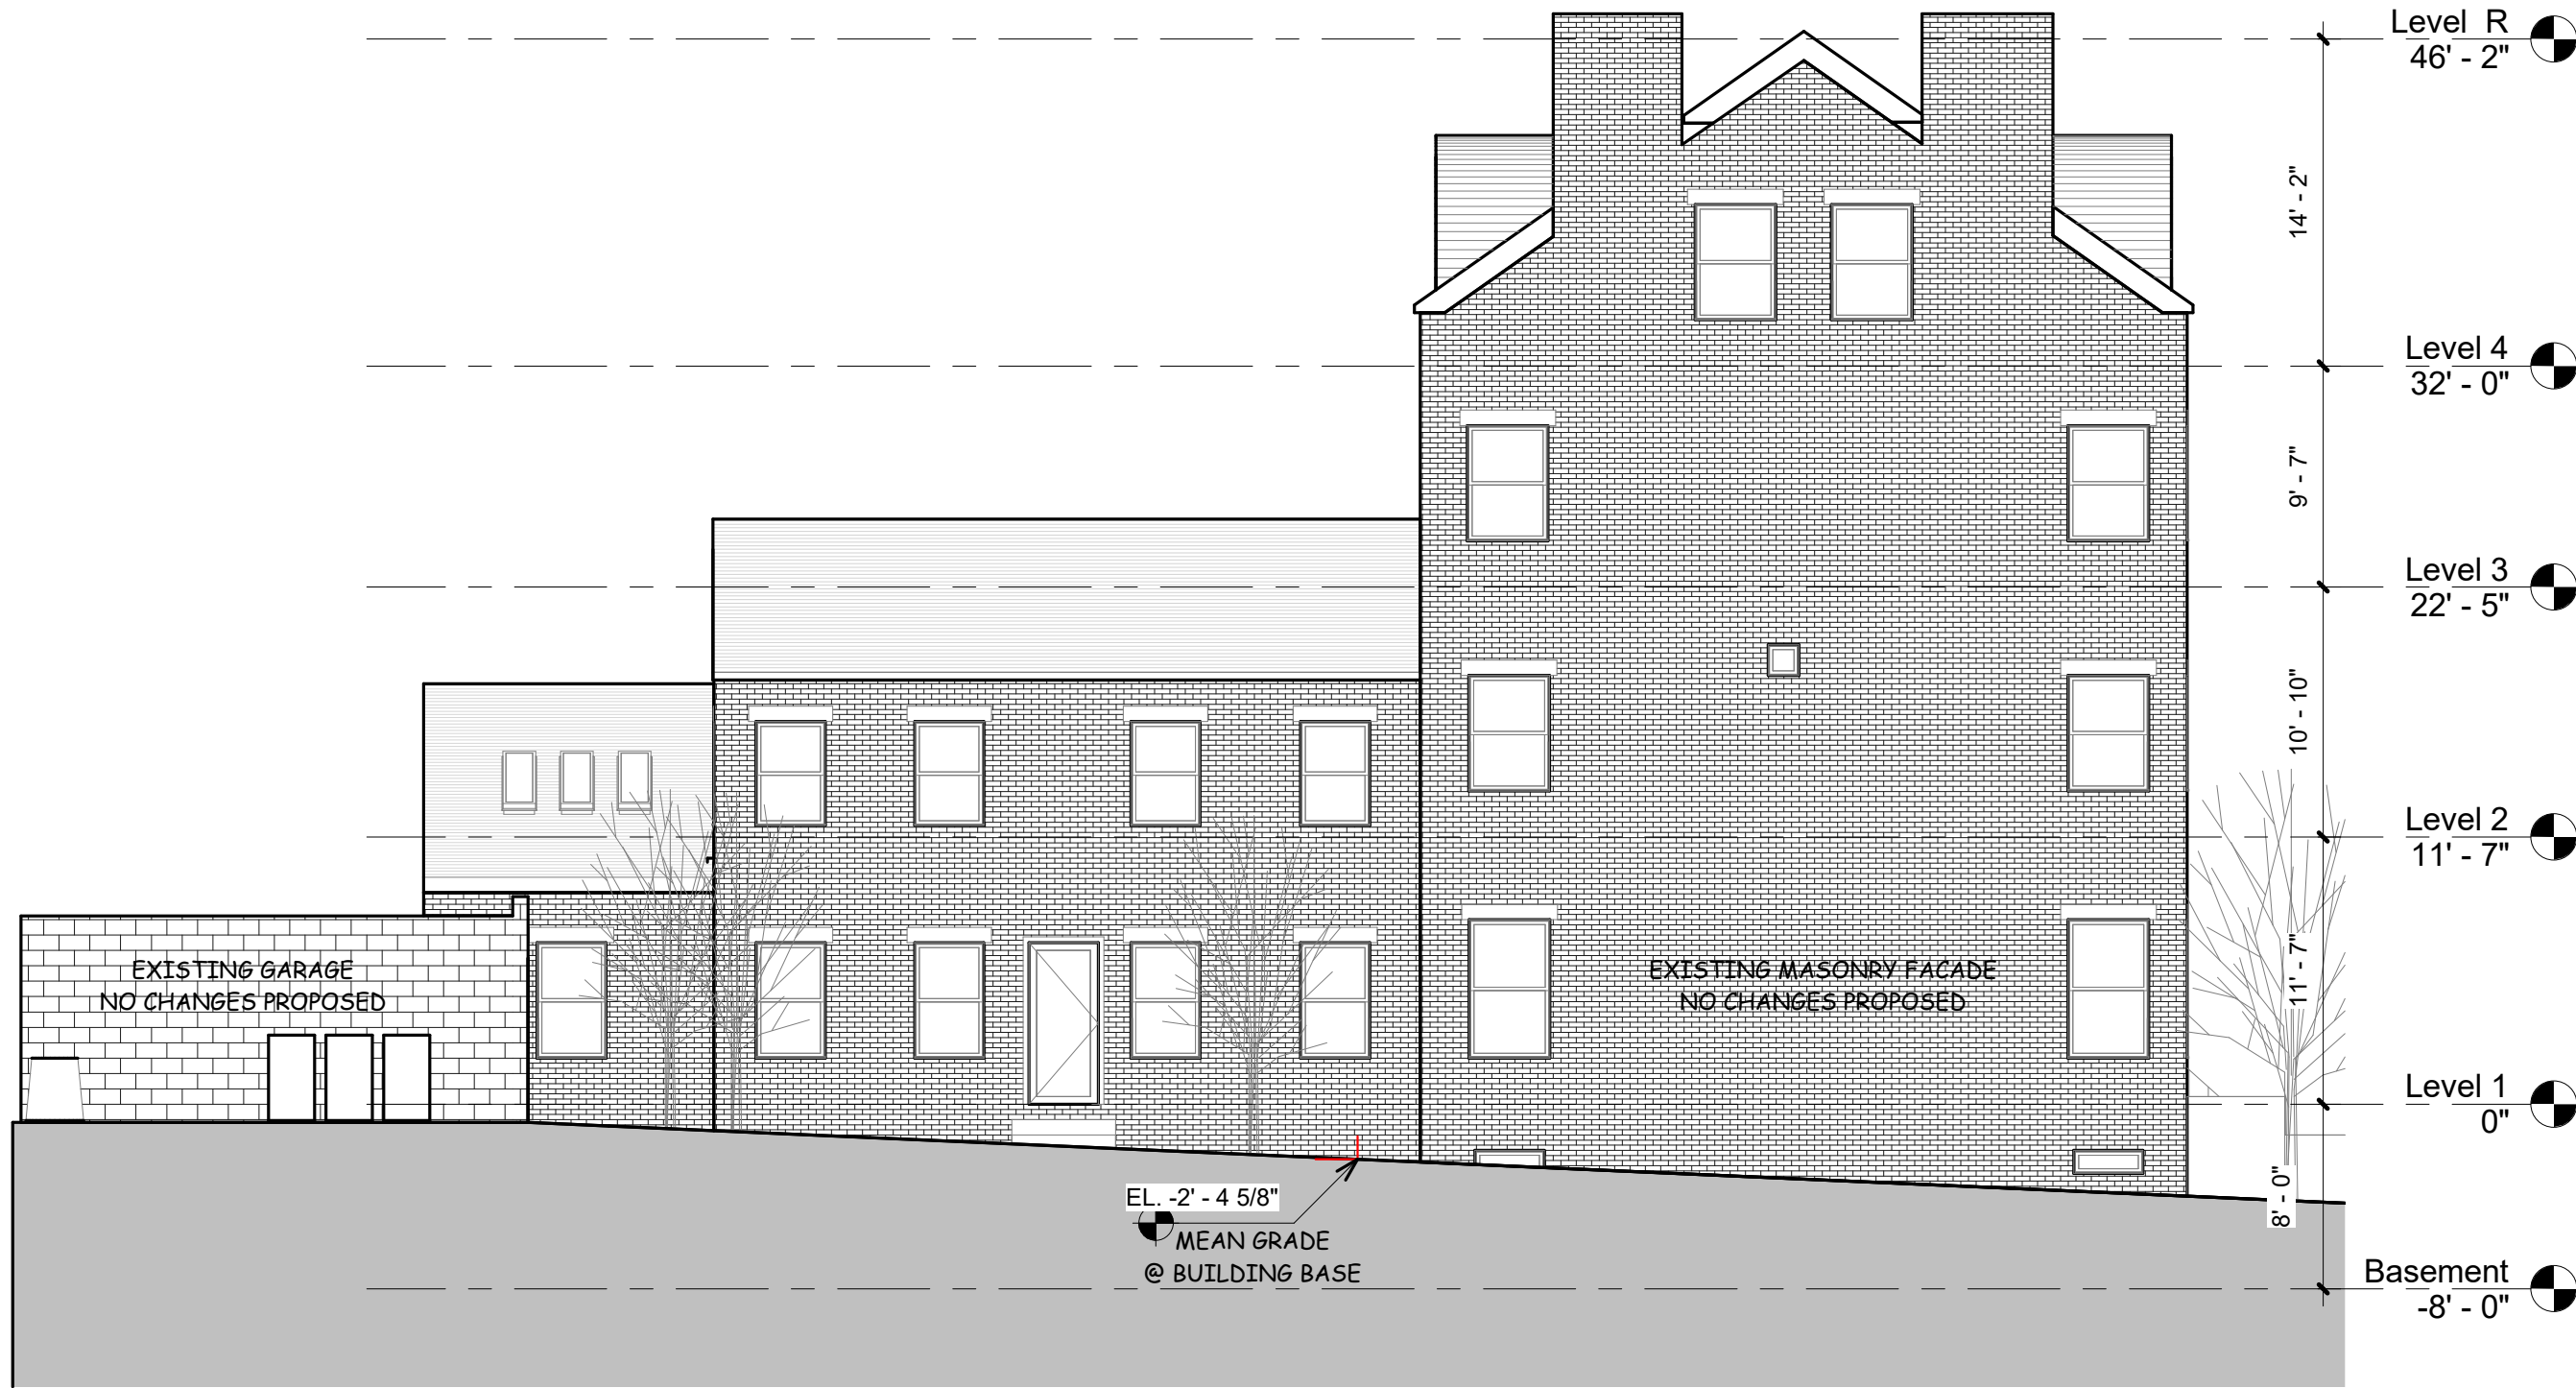 Level R
46' - 2"
14' - 2"
Level 4
32' - 0"
9' - 7"
Level 3
22' - 5"
10' - 10"
Level 2
11' - 7"
EXISTING GARAGE
NO CHANGES PROPOSED
EXISTING MASONRY FACADE
NO CHANGES PROPOSED
11' - 7"
Level 1
0"
EL. -2' - 4 5/8"
MEAN GRADE
@ BUILDING BASE
8' - 0"
Basement
-8' - 0"